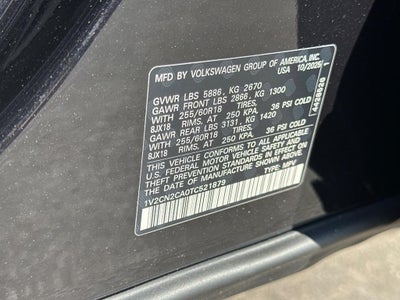 MFD. BY: VOLKSWAGEN GROUP OF AMERICA, INC.
USA 10/2025 1
GVWR LBS 5886, KG 2670
GAWR FRONT LBS 2866, KG 1300
WITH 255/60R18 TIRES,
8JX18 RIMS, AT 250 KPA, 36 PSI COLD
GAWR REAR LBS 3131, KG 1420
WITH 255/60R18 TIRES,
8JX18 RIMS, AT 250 KPA, 36 PSI COLD
THIS VEHICLE CONFORMS TO ALL APPLICABLE
U.S. FEDERAL MOTOR VEHICLE SAFETY AND
THEFT PREVENTION STANDARDS IN EFFECT
ON THE DATE OF MANUFACTURE SHOWN ABOVE.
1V2CN2CA0TC521879 TYPE: MPV